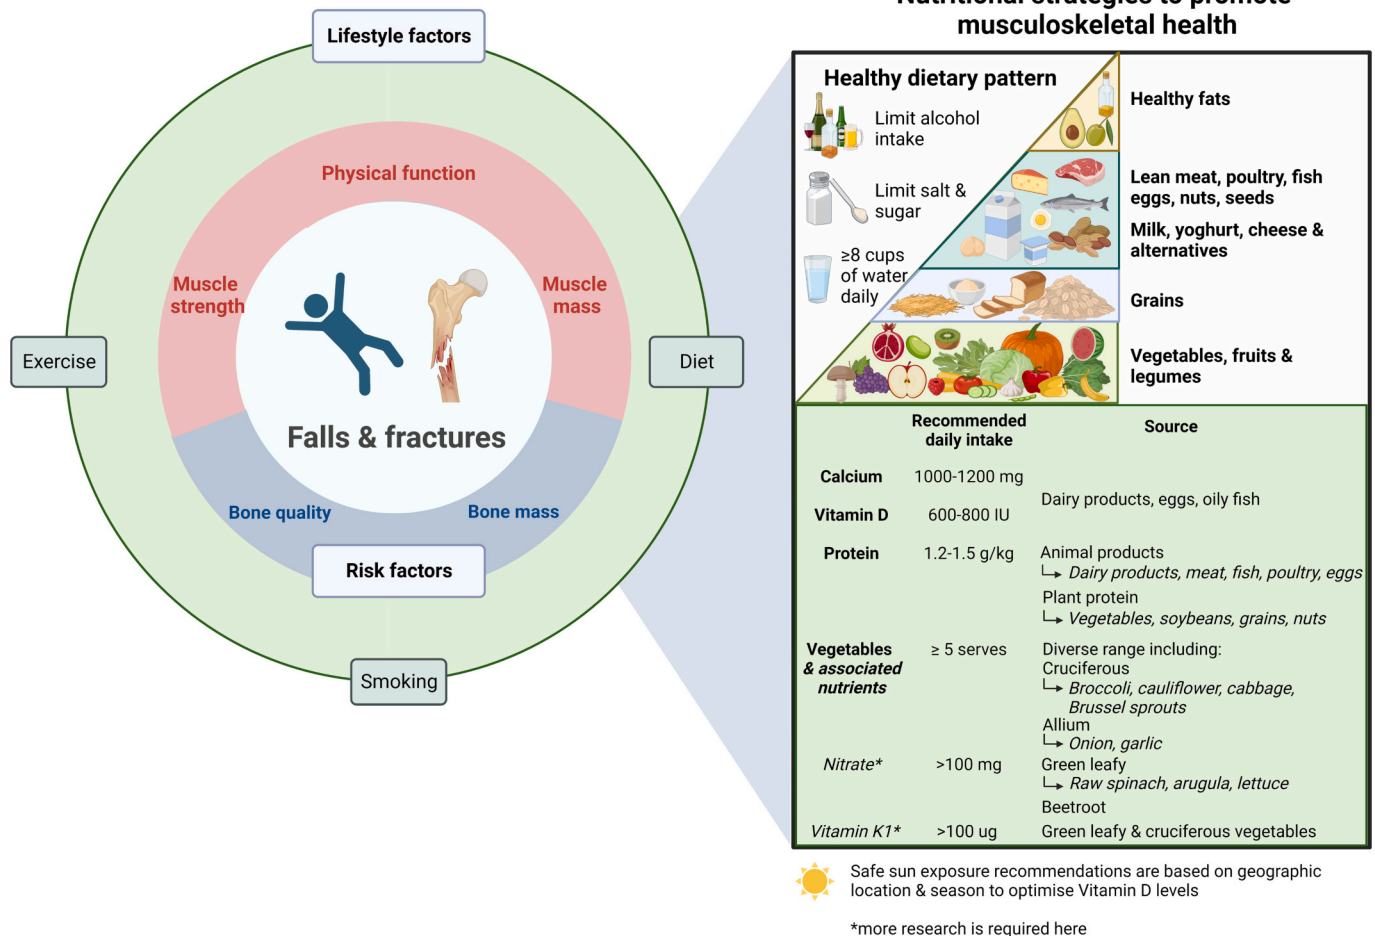 Lifestyle factors
Physical function
Muscle
strength
Muscle
mass
Exercise
Diet
Falls & fractures
Bone quality
Bone mass
Risk factors
Smoking
Nutritional strategies to promote
musculoskeletal health
Healthy dietary pattern
Limit alcohol
intake
Limit salt &
sugar
≥8 cups
of water
daily
Healthy fats
Lean meat, poultry, fish
eggs, nuts, seeds
Milk, yoghurt, cheese &
alternatives
Grains
Vegetables, fruits &
legumes
Recommended
daily intake
Source
Calcium
1000-1200 mg
Dairy products, eggs, oily fish
Vitamin D
600-800 IU
Protein
1.2-1.5 g/kg
Animal products
Dairy products, meat, fish, poultry, eggs
Plant protein
Vegetables, soybeans, grains, nuts
Vegetables
& associated
nutrients
≥ 5 serves
Diverse range including:
Cruciferous
Broccoli, cauliflower, cabbage,
Brussel sprouts
Allium
Onion, garlic
Nitrate*
>100 mg
Green leafy
Raw spinach, arugula, lettuce
Beetroot
Vitamin K1*
>100 ug
Green leafy & cruciferous vegetables
Safe sun exposure recommendations are based on geographic
location & season to optimise Vitamin D levels
*more research is required here